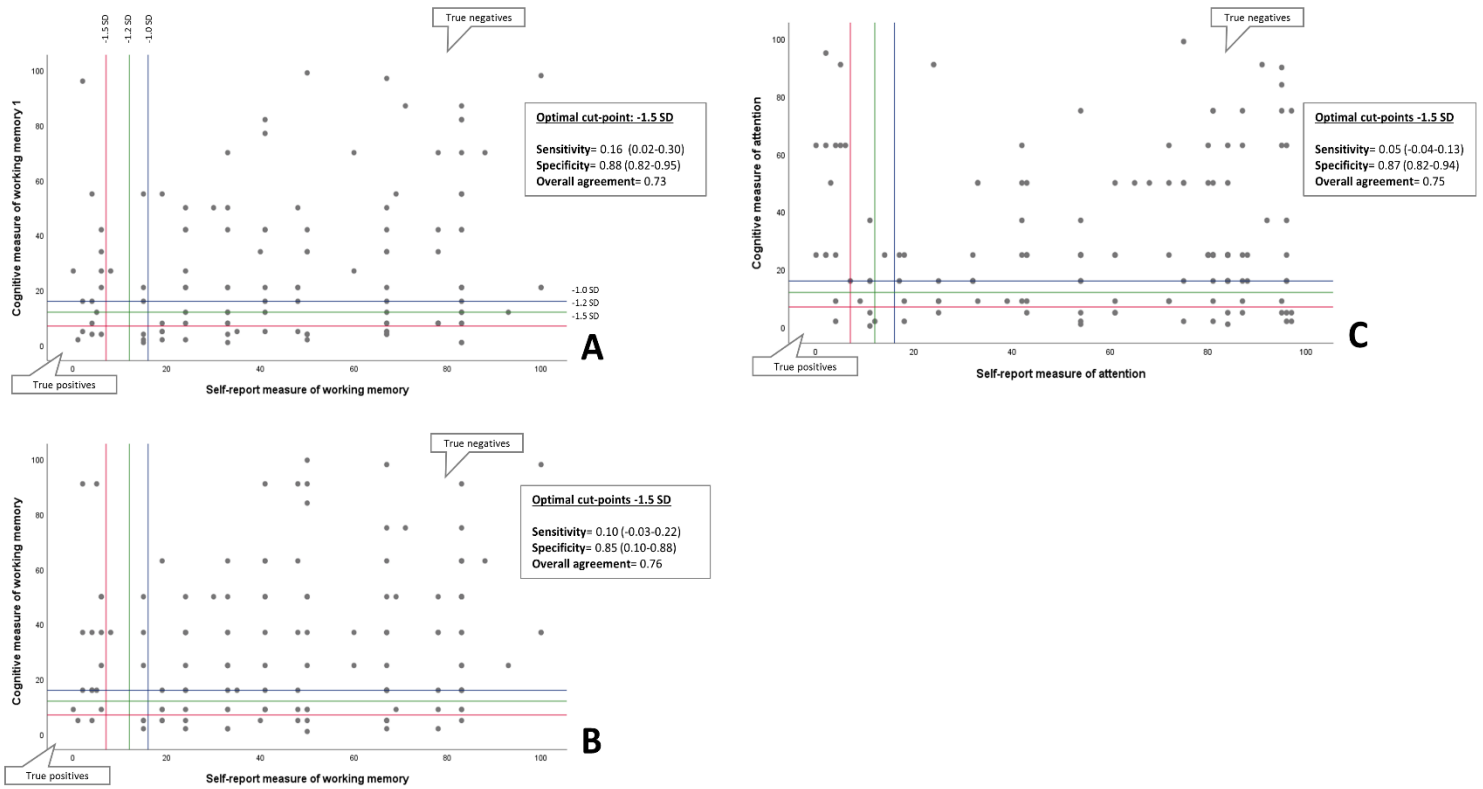 -1.5 SD
-1.2 SD
-1.0 SD
True negatives
Cognitive measure of working memory 1
100
80
60
40
20
0
Optimal cut-point: -1.5 SD
Sensitivity= 0.16 (0.02-0.30)
Specificity= 0.88 (0.82-0.95)
Overall agreement= 0.73
-1.0 SD
-1.2 SD
-1.5 SD
A
True positives
0 20 40 60 80 100
Self-report measure of working memory
True negatives
Cognitive measure of attention
100
80
60
40
20
0
Optimal cut-points -1.5 SD
Sensitivity= 0.05 (-0.04-0.13)
Specificity= 0.87 (0.82-0.94)
Overall agreement= 0.75
C
True positives
0 20 40 60 80 100
Self-report measure of attention
True negatives
Cognitive measure of working memory
100
80
60
40
20
0
Optimal cut-points -1.5 SD
Sensitivity= 0.10 (-0.03-0.22)
Specificity= 0.85 (0.10-0.88)
Overall agreement= 0.76
B
True positives
0 20 40 60 80 100
Self-report measure of working memory